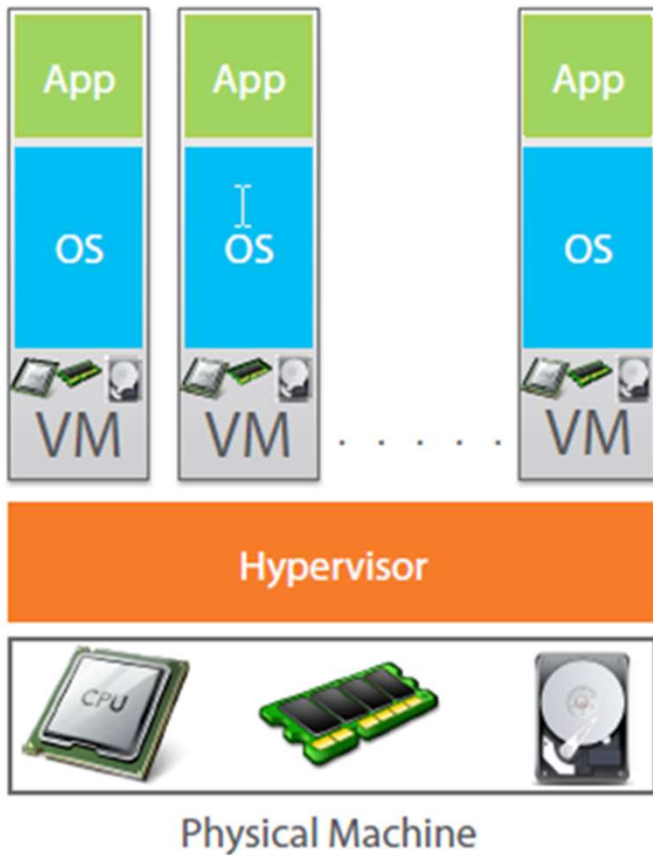 App App App
OS OS OS
VM VM . . . . . VM
Hypervisor
CPU
Physical Machine